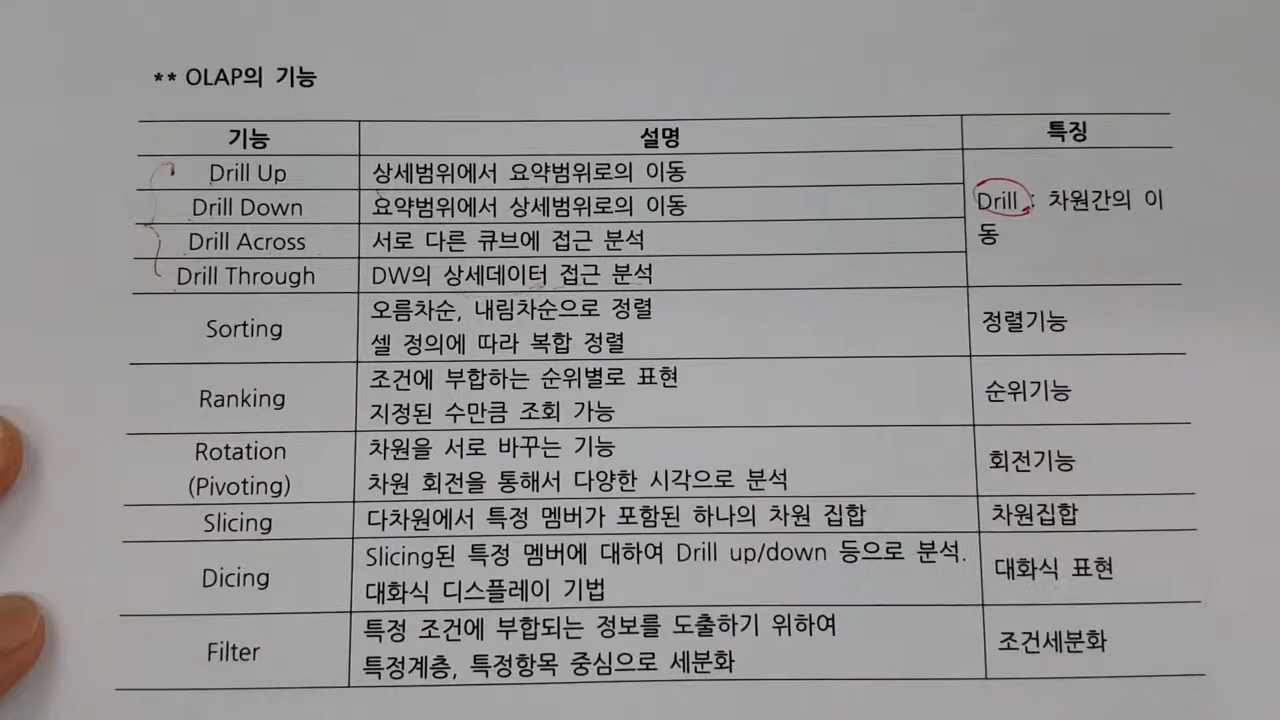 ** OLAP의 기능
기능 설명 특징
Drill Up 상세범위에서 요약범위로의 이동
Drill Down 요약범위에서 상세범위로의 이동
Drill Across 서로 다른 큐브에 접근 분석
Drill Through DW의 상세데이터 접근 분석
Drill : 차원간의 이
동
Sorting
오름차순, 내림차순으로 정렬
셀 정의에 따라 복합 정렬
정렬기능
Ranking
조건에 부합하는 순위별로 표현
지정된 수만큼 조회 가능
순위기능
Rotation
(Pivoting)
차원을 서로 바꾸는 기능
차원 회전을 통해서 다양한 시각으로 분석
회전기능
Slicing 다차원에서 특정 멤버가 포함된 하나의 차원 집합 차원집합
Dicing
Slicing된 특정 멤버에 대하여 Drill up/down 등으로 분석.
대화식 디스플레이 기법
대화식 표현
Filter
특정 조건에 부합되는 정보를 도출하기 위하여
특정계층, 특정항목 중심으로 세분화
조건세분화